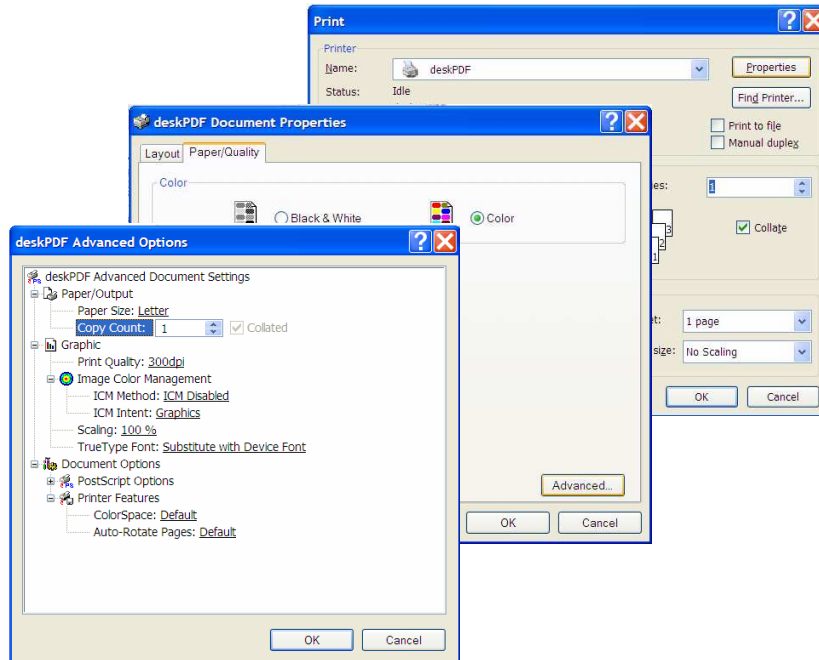 Print
Printer
Name: deskPDF Properties
Status: Idle
Find Printer...
Print to file
Manual duplex
1
3
2
1
Collate
1 page
No Scaling
OK Cancel
deskPDF Document Properties
Layout Paper/Quality
Color
Black & White Color
Advanced...
OK Cancel
deskPDF Advanced Options
deskPDF Advanced Document Settings
Paper/Output
Paper Size: Letter
Copy Count: 1 Collated
Graphic
Print Quality: 300dpi
Image Color Management
ICM Method: ICM Disabled
ICM Intent: Graphics
Scaling: 100 %
TrueType Font: Substitute with Device Font
Document Options
PostScript Options
Printer Features
ColorSpace: Default
Auto-Rotate Pages: Default
OK Cancel